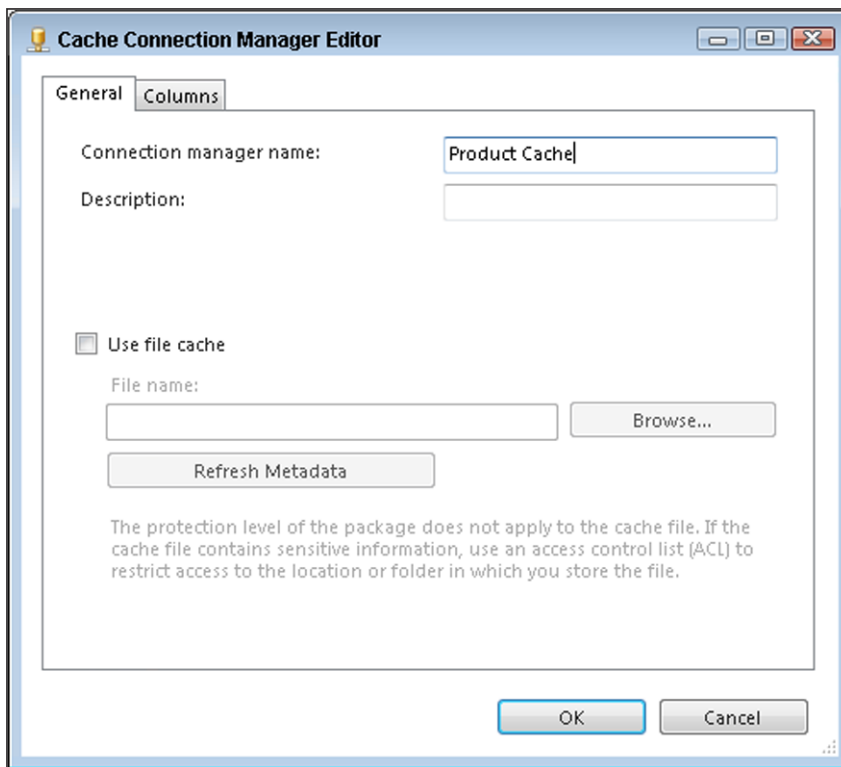 Cache Connection Manager Editor
General Columns
Connection manager name: Product Cache
Description:
Use file cache
File name:
Browse...
Refresh Metadata
The protection level of the package does not apply to the cache file. If the
cache file contains sensitive information, use an access control list (ACL) to
restrict access to the location or folder in which you store the file.
OK Cancel